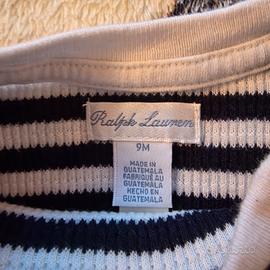 Ralph Lauren
9M
MADE IN
GUATEMALA
FABRIQUÉ AU
GUATEMALA
HECHO EN
GUATEMALA